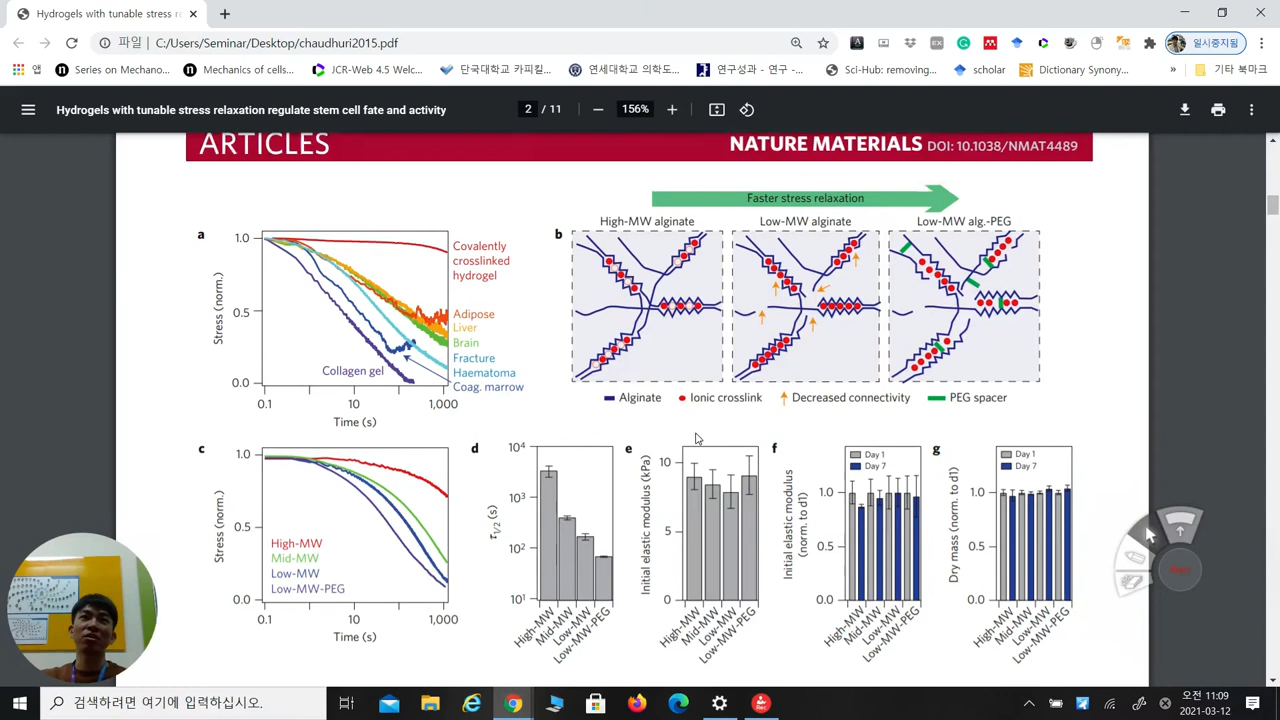 Hydrogels with tunable stress r
파일 | C:/Users/Seminar/Desktop/chaudhuri2015.pdf
일시중지됨
앱
Series on Mechano...
Mechanics of cells...
JCR-Web 4.5 Welc...
단국대학교 카피킬...
연세대학교 의학도...
연구성과 - 연구 - ...
Sci-Hub: removing...
scholar
Dictionary Synony...
»
기타 북마크
Hydrogels with tunable stress relaxation regulate stem cell fate and activity
2 / 11
156%
ARTICLES
NATURE MATERIALS DOI: 10.1038/NMAT4489
Faster stress relaxation
a
Stress (norm.)
1.0
0.5
0.0
0.1
10
1,000
Time (s)
Covalently
crosslinked
hydrogel
Adipose
Liver
Brain
Fracture
Haematoma
Coag. marrow
Collagen gel
b
High-MW alginate
Low-MW alginate
Low-MW alg.-PEG
Alginate
Ionic crosslink
Decreased connectivity
PEG spacer
c
Stress (norm.)
1.0
0.5
0.0
High-MW
Mid-MW
Low-MW
Low-MW-PEG
0.1
10
1,000
Time (s)
d
τ1/2 (s)
10⁴
10³
10²
10¹
High-MW
Mid-MW
Low-MW
Low-MW-PEG
e
Initial elastic modulus (kPa)
10
5
0
High-MW
Mid-MW
Low-MW
Low-MW-PEG
f
Initial elastic modulus
(norm. to d1)
Day 1
Day 7
1.0
0.5
0.0
High-MW
Mid-MW
Low-MW
Low-MW-PEG
g
Dry mass (norm. to d1)
Day 1
Day 7
1.0
0.5
0.0
High-MW
Mid-MW
Low-MW
Low-MW-PEG
Rec
검색하려면 여기에 입력하십시오.
Rec
오전 11:09
2021-03-12